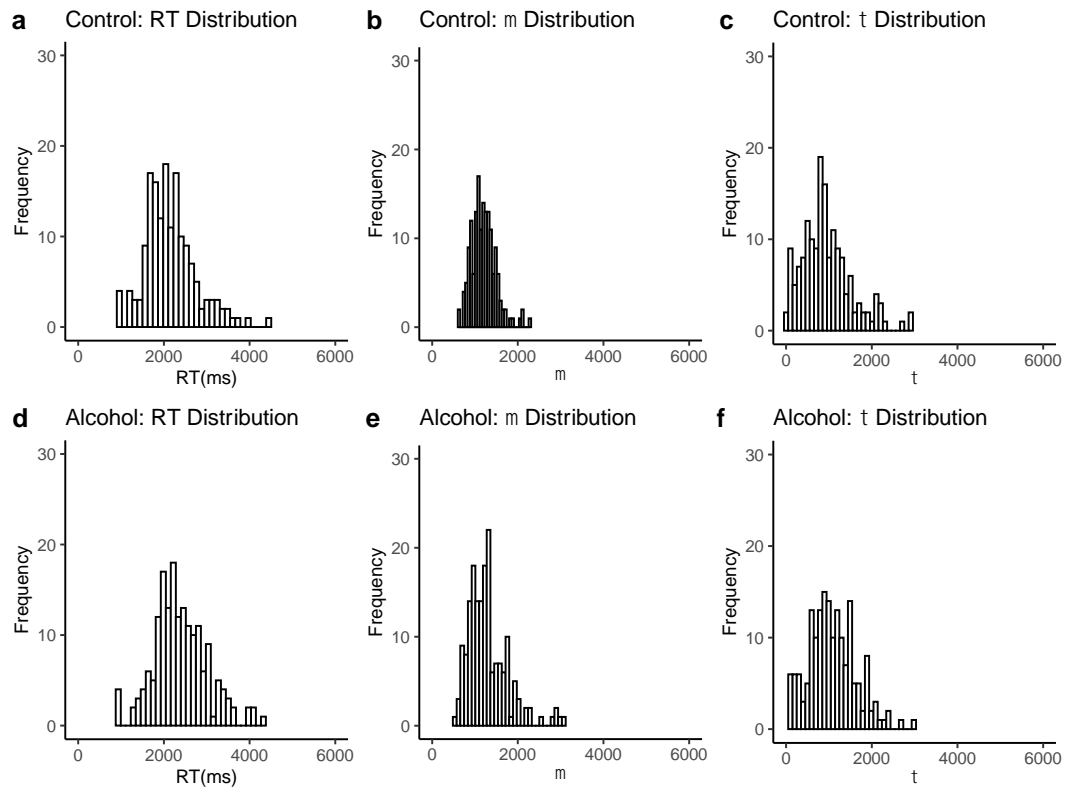 a Control: RT Distribution
30
20
10
0
Frequency
0 2000 4000 6000
RT(ms)
b Control: m Distribution
30
20
10
0
Frequency
0 2000 4000 6000
m
c Control: t Distribution
30
20
10
0
Frequency
0 2000 4000 6000
t
d Alcohol: RT Distribution
30
20
10
0
Frequency
0 2000 4000 6000
RT(ms)
e Alcohol: m Distribution
30
20
10
0
Frequency
0 2000 4000 6000
m
f Alcohol: t Distribution
30
20
10
0
Frequency
0 2000 4000 6000
t